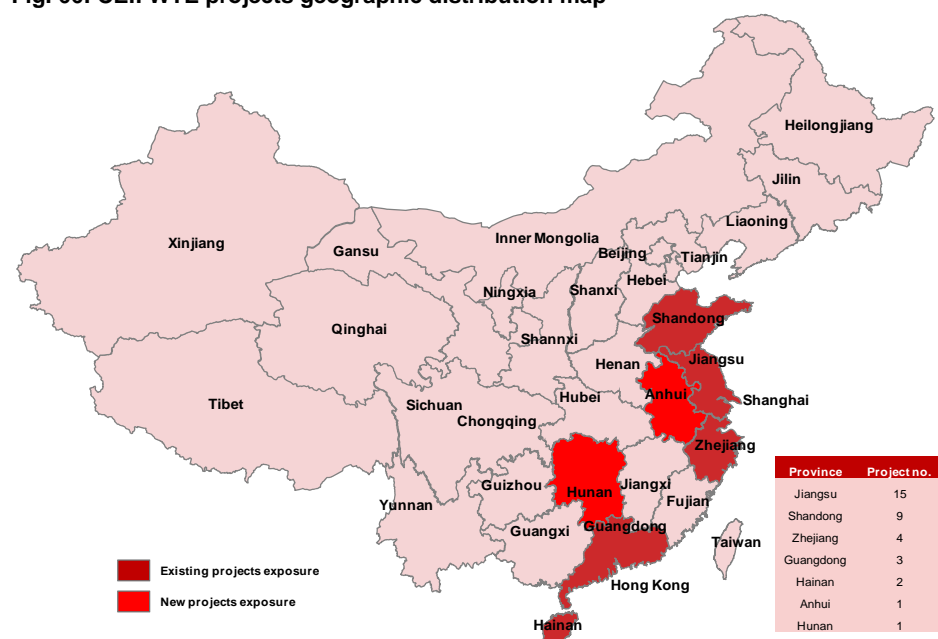 Heilongjiang
Jilin
Liaoning
Inner Mongolia
Xinjiang
Gansu
Beijing
Tianjin
Hebei
Ningxia
Shanxi
Shandong
Qinghai
Shannxi
Jiangsu
Henan
Anhui
Tibet
Sichuan
Hubei
Shanghai
Chongqing
Zhejiang
Guizhou
Hunan
Jiangxi
Yunnan
Fujian
Guangxi
Guangdong
Taiwan
Hong Kong
Hainan
Existing projects exposure
New projects exposure
Province Project no.
Jiangsu 15
Shandong 9
Zhejiang 4
Guangdong 3
Hainan 2
Anhui 1
Hunan 1